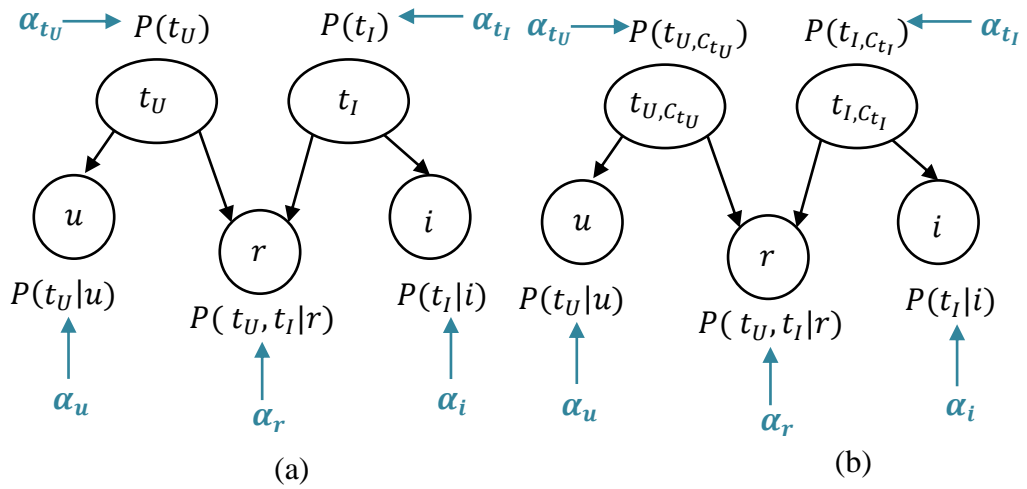 α_{t_U} P(t_U) P(t_I) α_{t_I}
t_U t_I
u r i
P(t_U|u) P( t_U, t_I|r) P(t_I|i)
α_u α_r α_i
(a)
α_{t_U} P(t_{U,C_{t_U}}) P(t_{I,C_{t_I}}) α_{t_I}
t_{U,C_{t_U}} t_{I,C_{t_I}}
u r i
P(t_U|u) P( t_U, t_I|r) P(t_I|i)
α_u α_r α_i
(b)